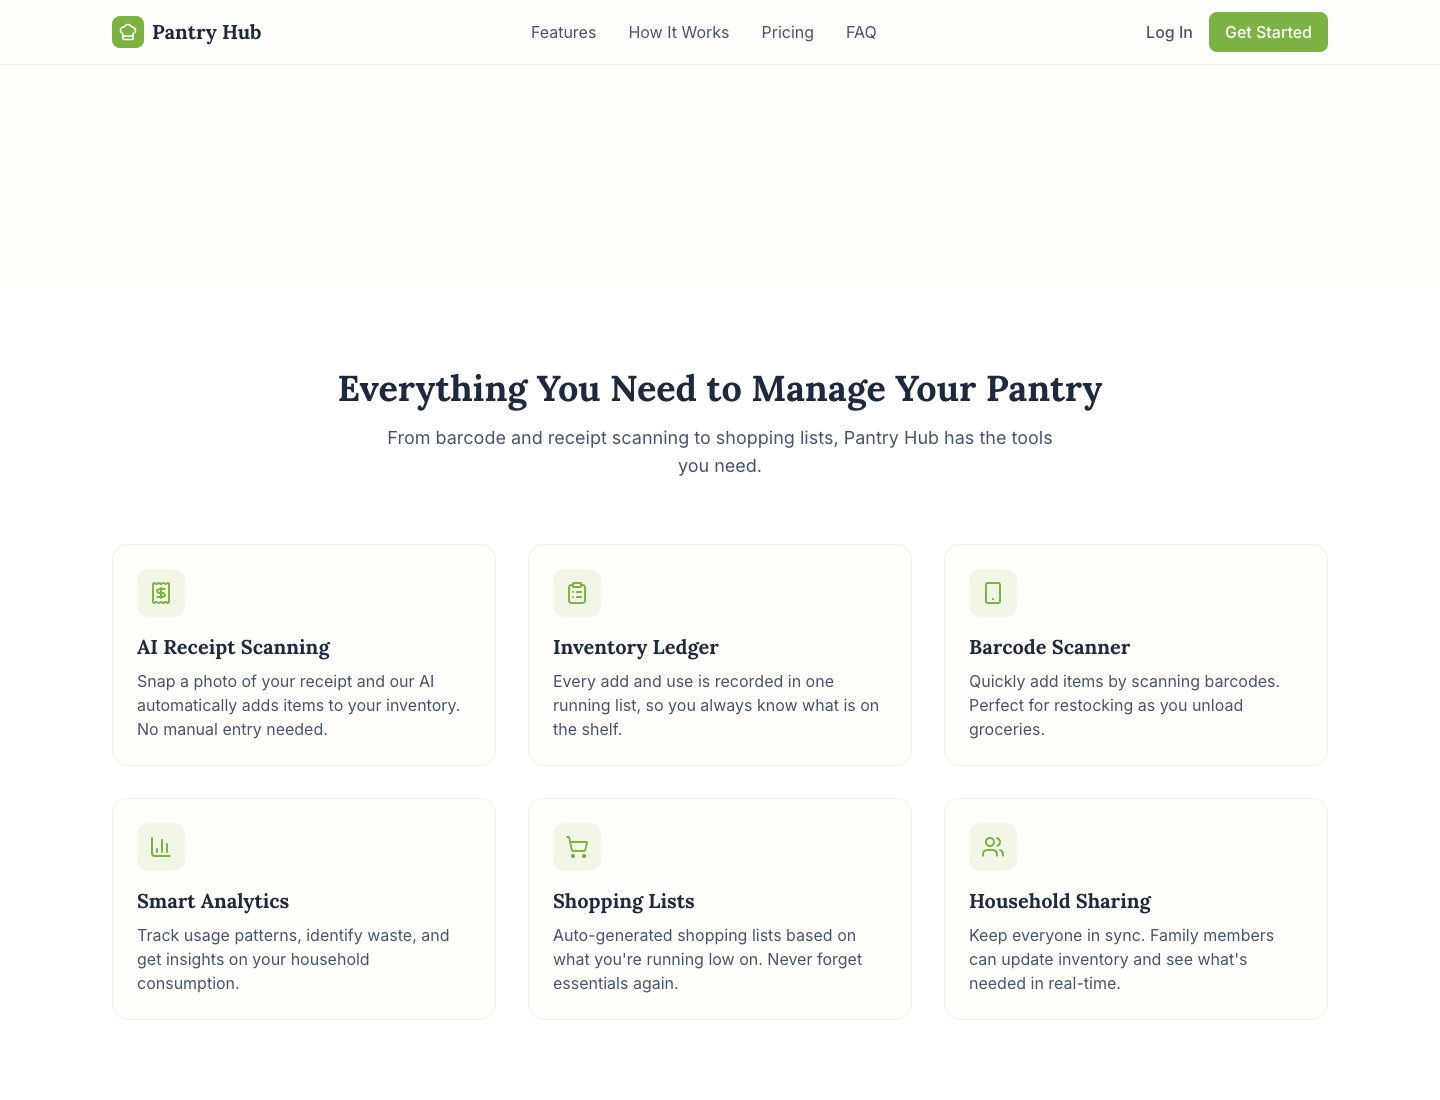 Pantry Hub
Features
How It Works
Pricing
FAQ
Log In
Get Started
Everything You Need to Manage Your Pantry
From barcode and receipt scanning to shopping lists, Pantry Hub has the tools
you need.
AI Receipt Scanning
Snap a photo of your receipt and our AI
automatically adds items to your inventory.
No manual entry needed.
Inventory Ledger
Every add and use is recorded in one
running list, so you always know what is on
the shelf.
Barcode Scanner
Quickly add items by scanning barcodes.
Perfect for restocking as you unload
groceries.
Smart Analytics
Track usage patterns, identify waste, and
get insights on your household
consumption.
Shopping Lists
Auto-generated shopping lists based on
what you're running low on. Never forget
essentials again.
Household Sharing
Keep everyone in sync. Family members
can update inventory and see what's
needed in real-time.